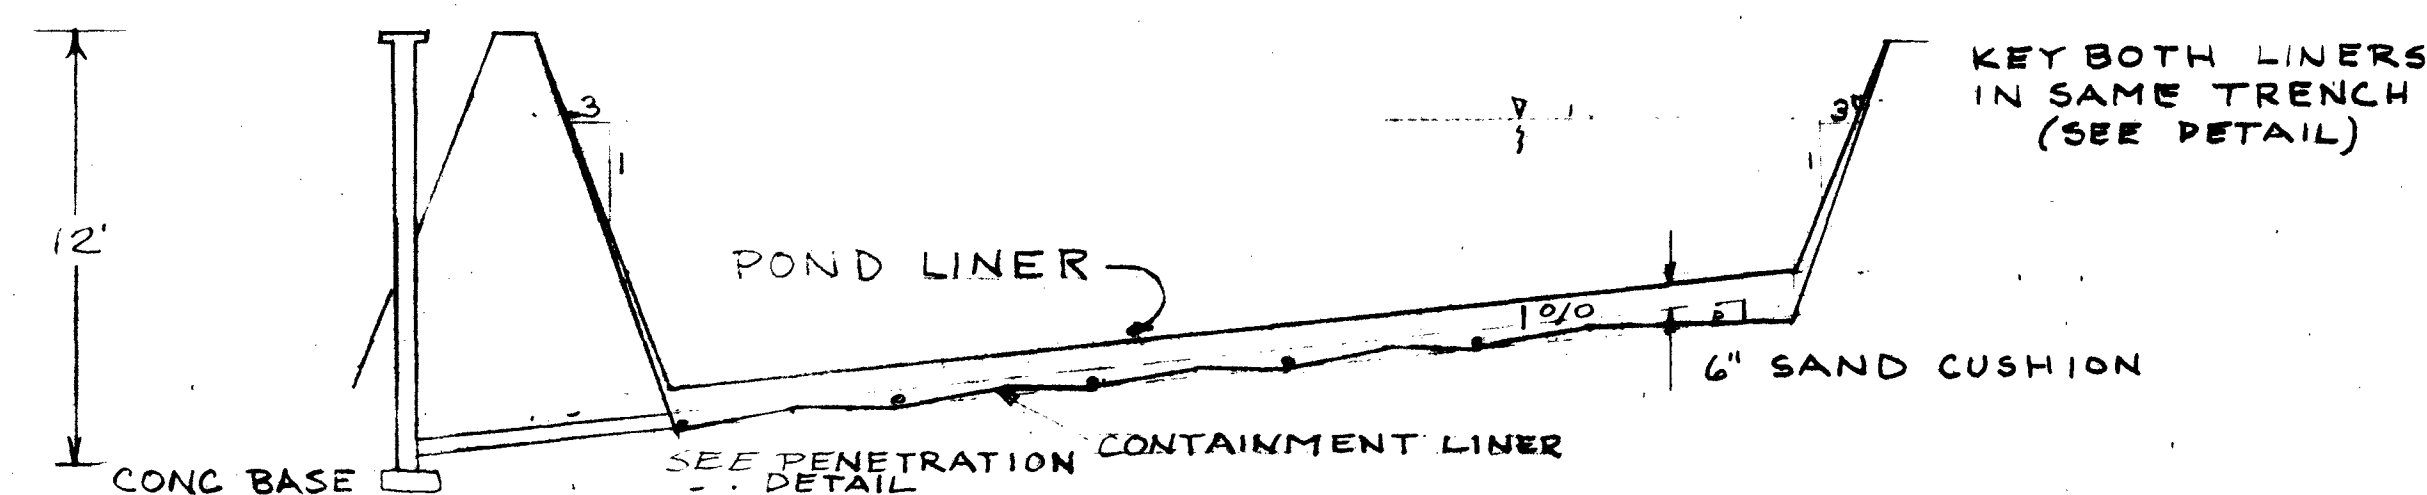 KEY BOTH LINERS
IN SAME TRENCH
(SEE DETAIL)
3
1
3
1
12'
POND LINER
1%
6" SAND CUSHION
CONTAINMENT LINER
SEE PENETRATION
DETAIL
CONC BASE